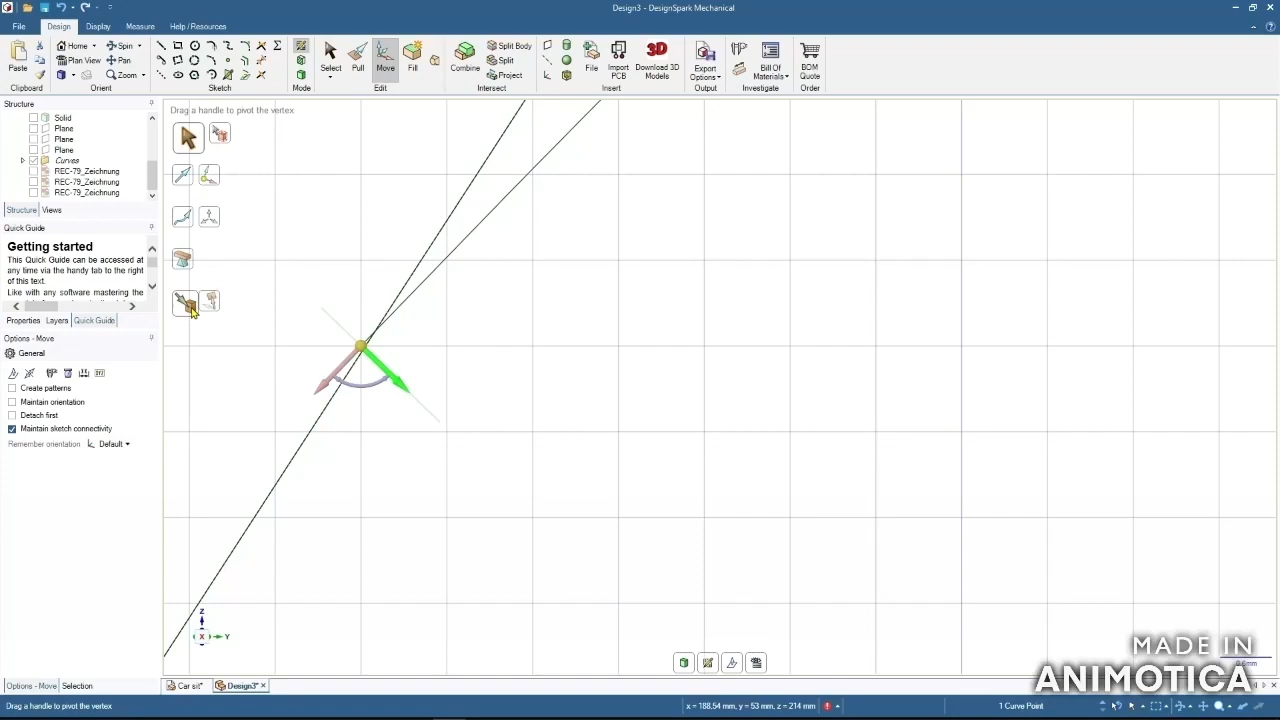 Design3 - DesignSpark Mechanical
File Design Display Measure Help / Resources
Home Spin
Plan View Pan
Zoom
Paste
Select Pull Move Fill
Combine
Split Body
Split
Project
File Import PCB Download 3D Models
3D
Export Options
Bill Of Materials
BOM Quote
Clipboard Orient Sketch Mode Edit Intersect Insert Output Investigate Order
Structure
Solid
Plane
Plane
Plane
Curves
REC-79_Zeichnung
REC-79_Zeichnung
REC-79_Zeichnung
Structure Views
Quick Guide
Getting started
This Quick Guide can be accessed at
any time via the handy tab to the right
of this text.
Like with any software mastering the
Properties Layers Quick Guide
Options - Move
General
Create patterns
Maintain orientation
Detach first
Maintain sketch connectivity
Remember orientation Default
Drag a handle to pivot the vertex
Z
X Y
MADE IN
ANIMOTICA
Options - Move Selection
Car sit* Design3*
Drag a handle to pivot the vertex
x = 188.54 mm, y = 53 mm, z = 214 mm
1 Curve Point